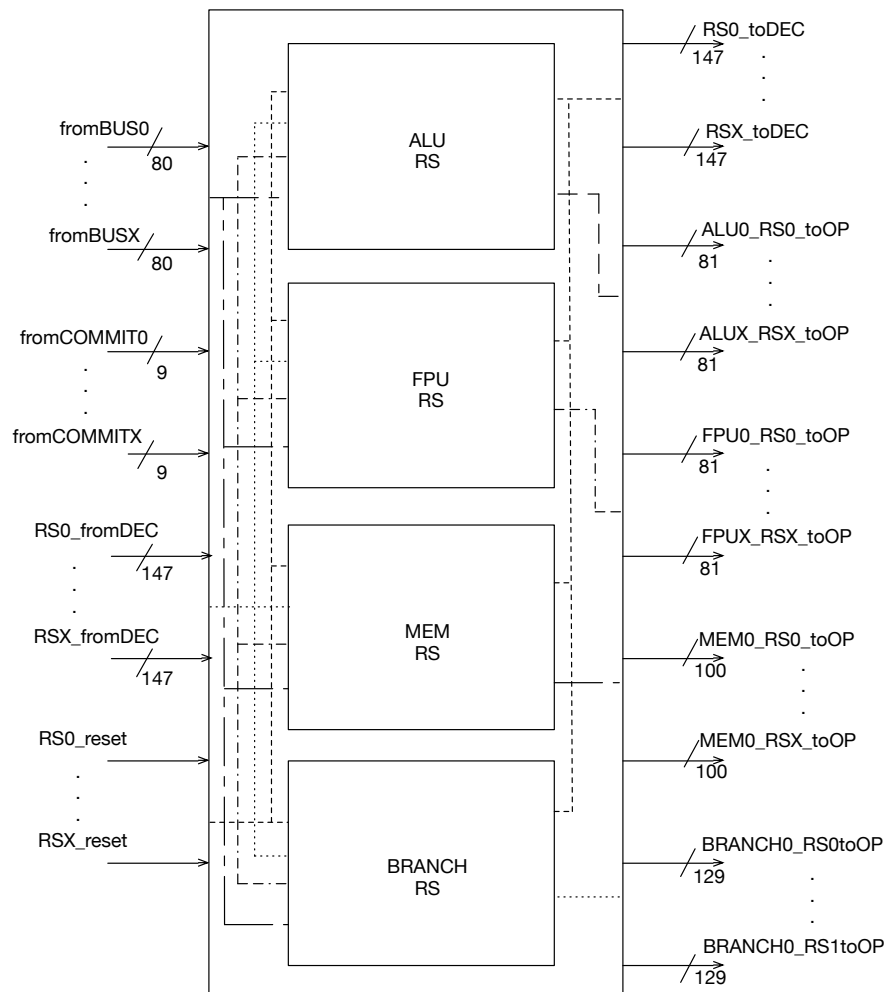 fromBUS0
80
fromBUSX
80
fromCOMMIT0
9
fromCOMMITX
9
RS0_fromDEC
147
RSX_fromDEC
147
RS0_reset
RSX_reset
ALU
RS
FPU
RS
MEM
RS
BRANCH
RS
RS0_toDEC
147
RSX_toDEC
147
ALU0_RS0_toOP
81
ALUX_RSX_toOP
81
FPU0_RS0_toOP
81
FPUX_RSX_toOP
81
MEM0_RS0_toOP
100
MEM0_RSX_toOP
100
BRANCH0_RS0toOP
129
BRANCH0_RS1toOP
129